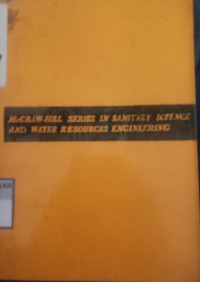 McGRAW-HILL SERIES IN SANITARY SCIENCE
AND WATER RESOURCES ENGINEERING